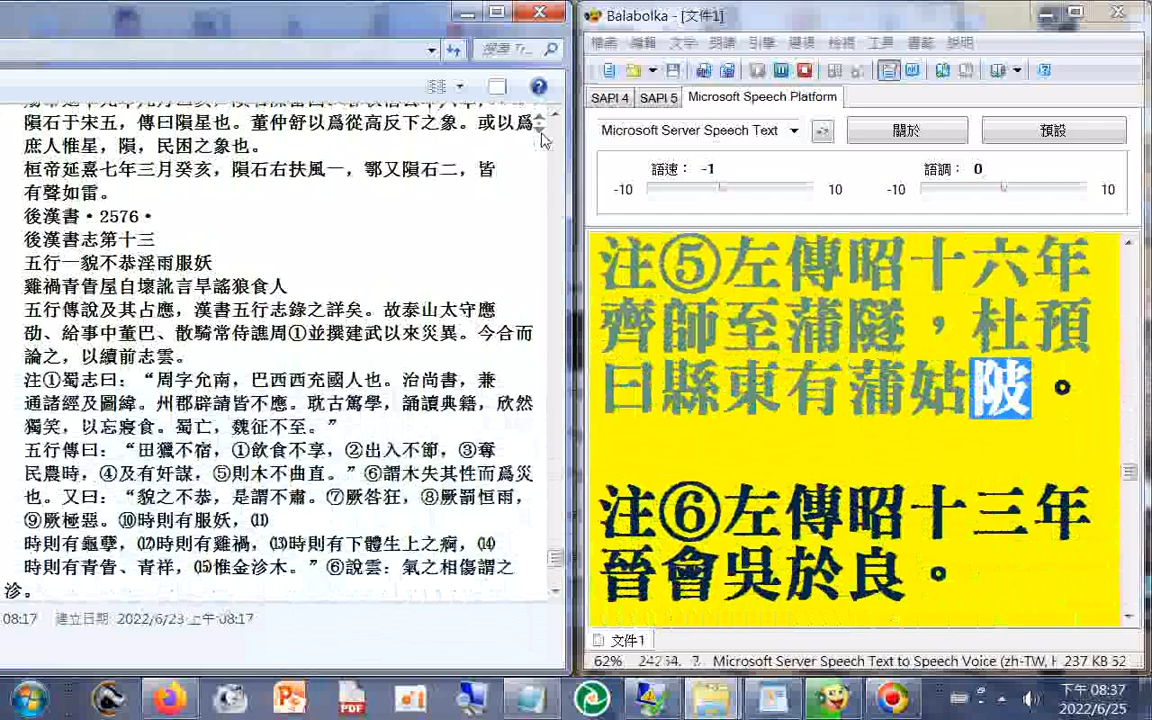 隕石于宋五，傳曰隕星也。董仲舒以爲從高反下之象。或以爲
庶人惟星，隕，民困之象也。
桓帝延熹七年三月癸亥，隕石右扶風一，鄠又隕石二，皆
有聲如雷。
後漢書·2576·
後漢書志第十三
五行一貌不恭淫雨服妖
雞禍青眚屋自壞訛言旱謠狼食人
五行傳說及其占應，漢書五行志錄之詳矣。故泰山太守應
劭、給事中董巴、散騎常侍譙周①並撰建武以來災異。今合而
論之，以續前志雲。
注①蜀志曰：“周字允南，巴西西充國人也。治尚書，兼
通諸經及圖緯。州郡辟請皆不應。耽古篤學，誦讀典籍，欣然
獨笑，以忘寢食。蜀亡，魏征不至。”
五行傳曰：“田獵不宿，①飲食不享，②出入不節，③奪
民農時，④及有奸謀，⑤則木不曲直。”⑥謂木失其性而爲災
也。又曰：“貌之不恭，是謂不肅。⑦厥咎狂，⑧厥罰恒雨，
⑨厥極惡。⑩時則有服妖，⑾
時則有龜孽，⑿時則有雞禍，⒀時則有下體生上之痾，⒁
時則有青眚、青祥，⒂惟金沴木。”⑥說雲：氣之相傷謂之
沴。
08:17 建立日期: 2022/6/23 上午 08:17
Balabolka - [文件1]
檔案 編輯 文字 朗讀 引擎 選項 檢視 工具 書籤 說明
SAPI 4 SAPI 5 Microsoft Speech Platform
Microsoft Server Speech Text 關於 預設
語速: -1 語調: 0
-10 10 -10 10
注⑤左傳昭十六年
齊師至蒲隧，杜預
曰縣東有蒲姑陂。
注⑥左傳昭十三年
晉會吳於良。
文件1
62% Microsoft Server Speech Text to Speech Voice (zh-TW, 237 KB
下午 08:37
2022/6/25